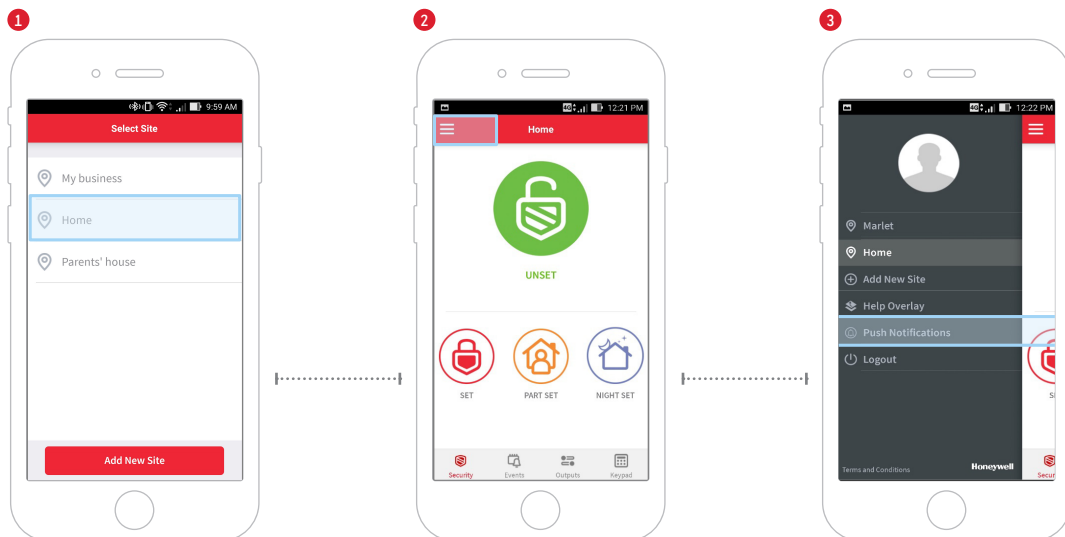 1
9:59 AM
Select Site
My business
Home
Parents' house
Add New Site
2
4G 12:21 PM
Home
UNSET
SET
PART SET
NIGHT SET
Security
Events
Outputs
Keypad
3
4G 12:22 PM
Marlet
Home
Add New Site
Help Overlay
Push Notifications
Logout
Terms and Conditions
Honeywell